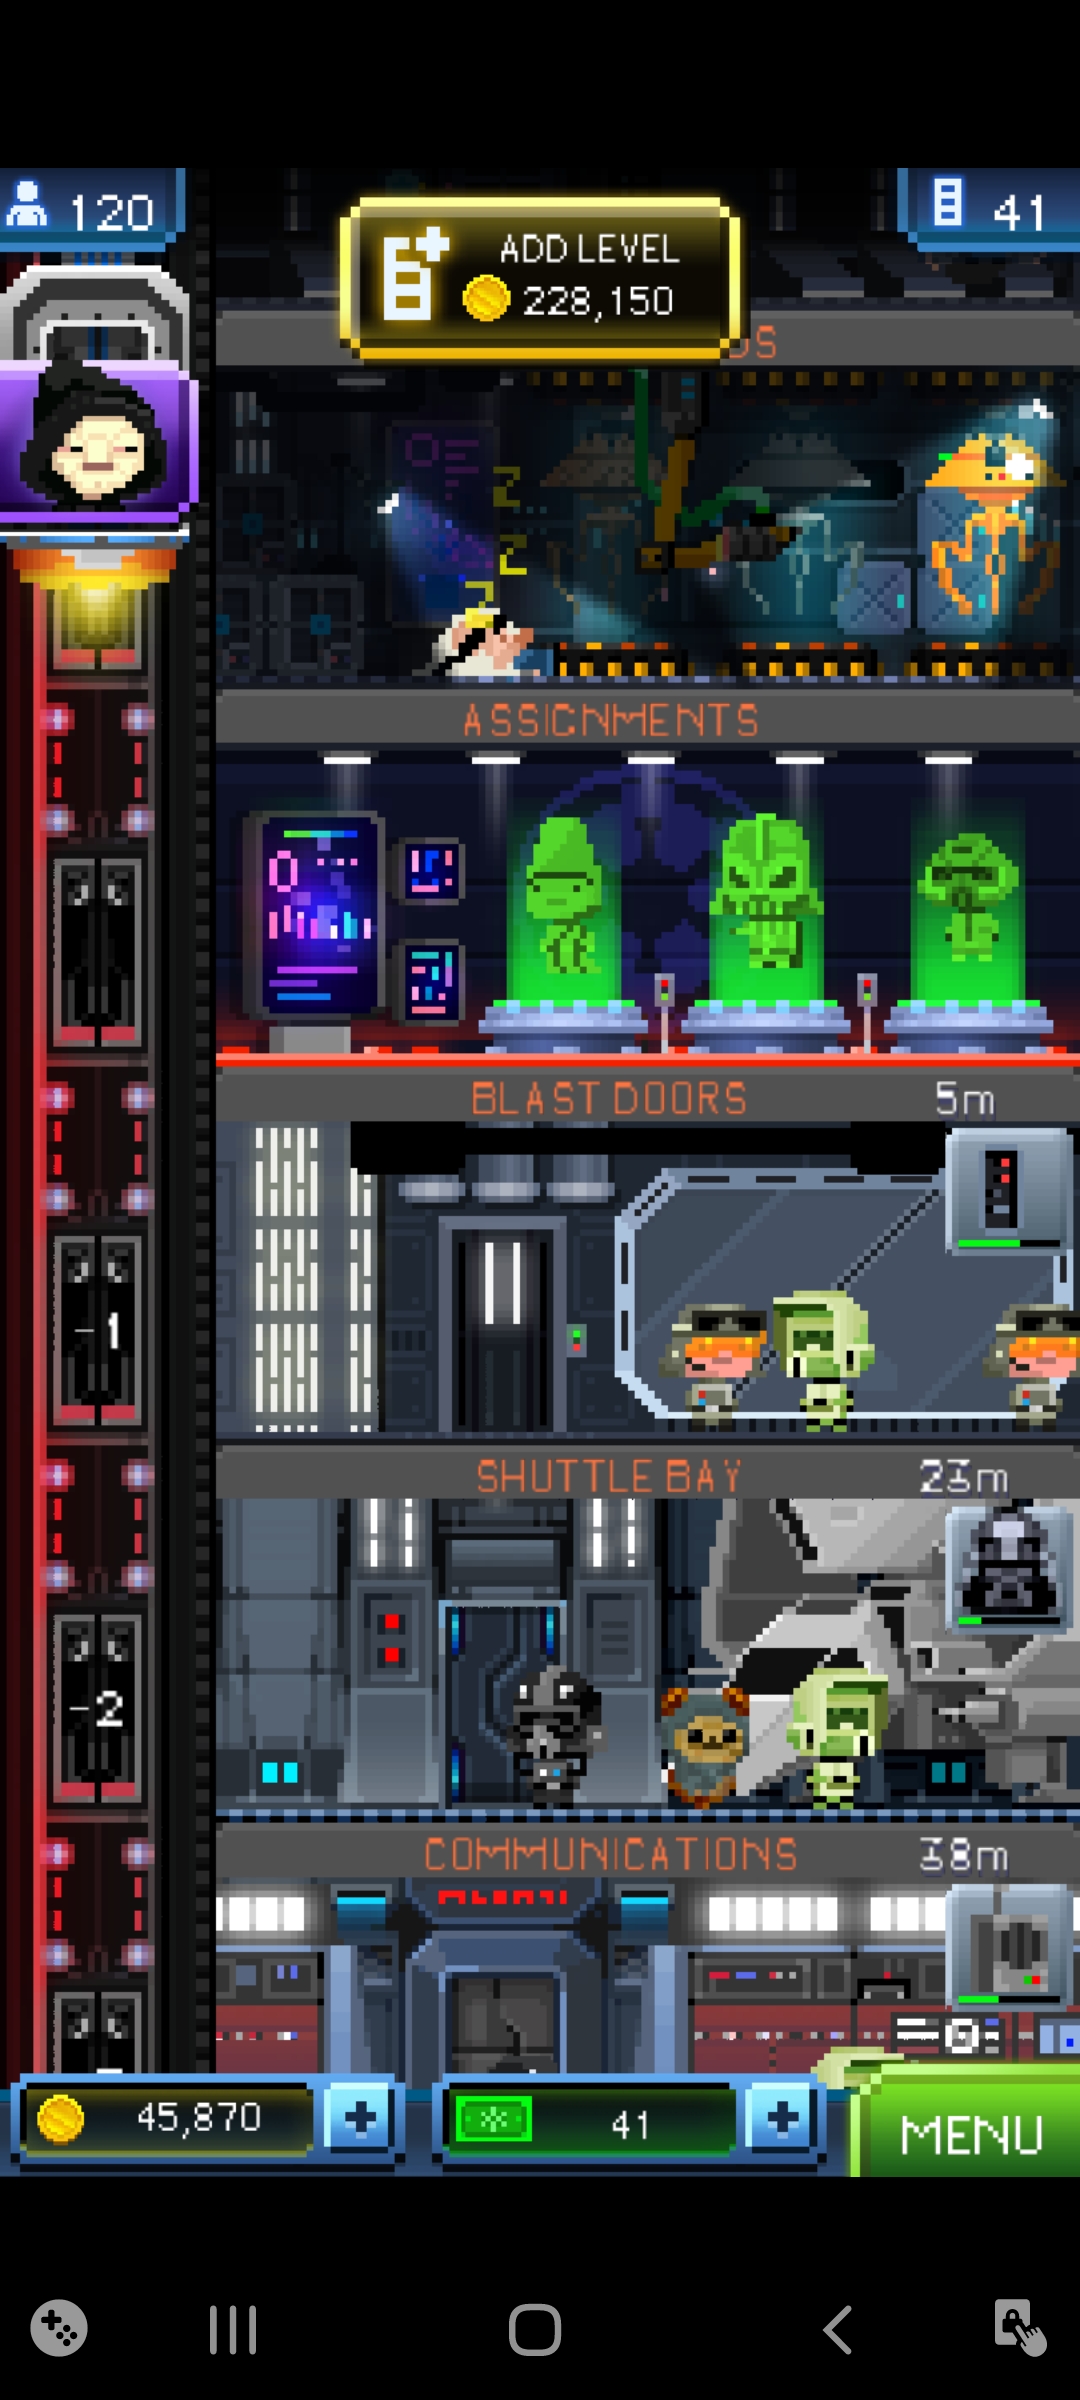 120
ADD LEVEL
228,150
41
Z
Z
Z
ASSIGNMENTS
BLAST DOORS 5m
-1
SHUTTLE BAY 23m
-2
COMMUNICATIONS 38m
45,870
41
MENU